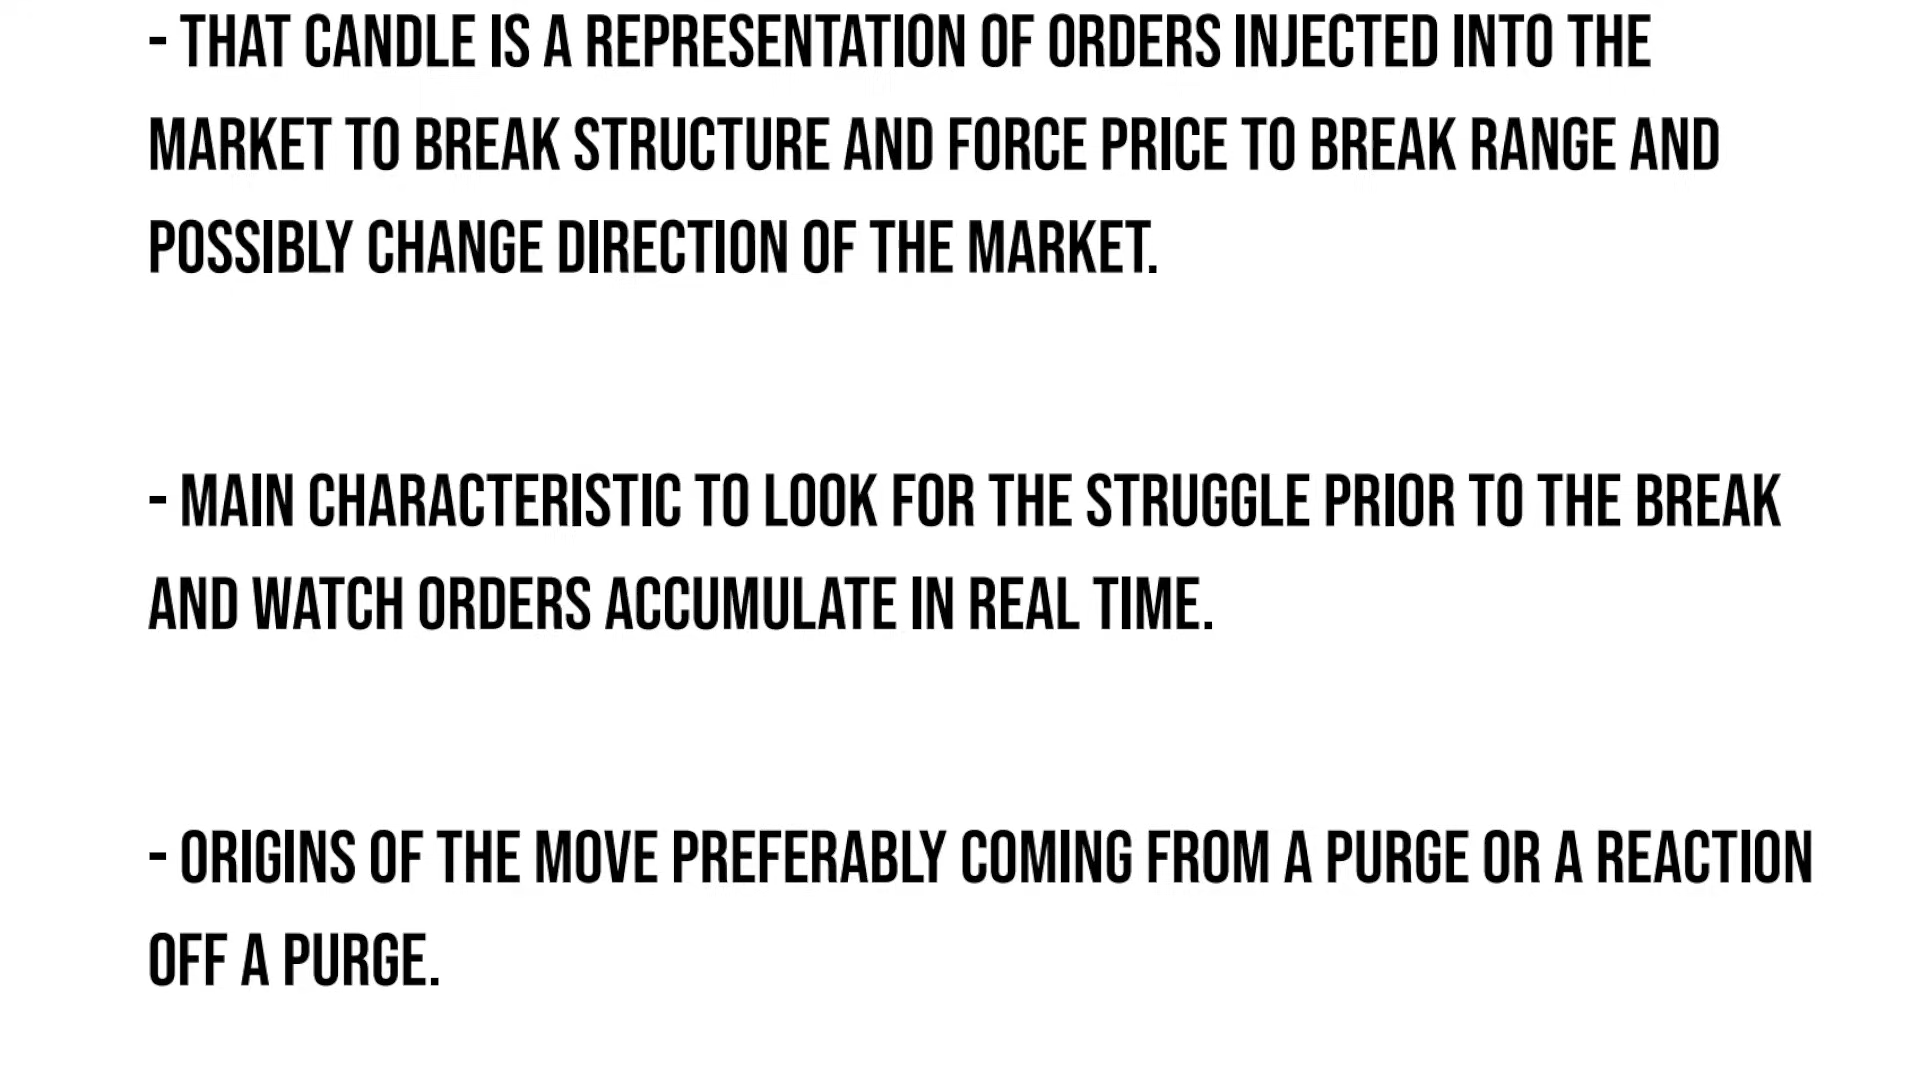 - THAT CANDLE IS A REPRESENTATION OF ORDERS INJECTED INTO THE
MARKET TO BREAK STRUCTURE AND FORCE PRICE TO BREAK RANGE AND
POSSIBLY CHANGE DIRECTION OF THE MARKET.
- MAIN CHARACTERISTIC TO LOOK FOR THE STRUGGLE PRIOR TO THE BREAK
AND WATCH ORDERS ACCUMULATE IN REAL TIME.
- ORIGINS OF THE MOVE PREFERABLY COMING FROM A PURGE OR A REACTION
OFF A PURGE.